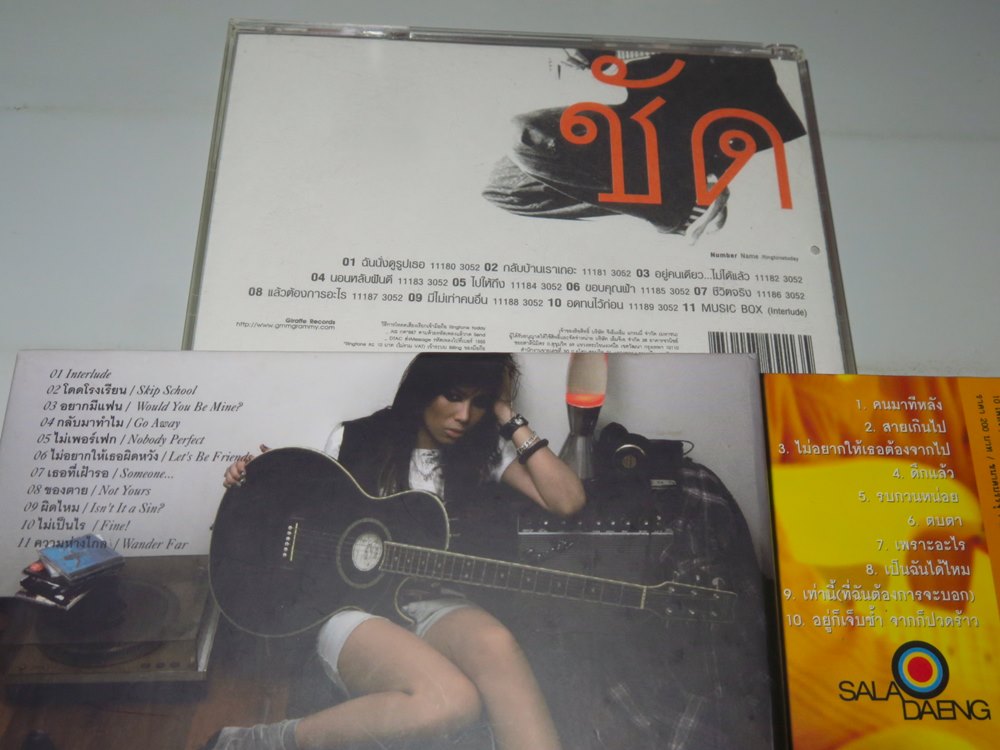 ชัด
Number Name Ringtonetoday
01 ฉันนั่งดูรูปเธอ 11180 3052 02 กลับบ้านเราเถอะ 11181 3052 03 อยู่คนเดียว...ไม่ได้แล้ว 11182 3052
04 นอนหลับฝันดี 11183 3052 05 ไปให้ถึง 11184 3052 06 ขอบคุณฟ้า 11185 3052 07 ชีวิตจริง 11186 3052
08 แล้วต้องการอะไร 11187 3052 09 มีไม่เท่าคนอื่น 11188 3052 10 อดทนไว้ก่อน 11189 3052 11 MUSIC BOX (Interlude)
Giraffe Records
http://www.gmmgrammy.com
01 Interlude
02 โดดโรงเรียน / Skip School
03 อยากมีแฟน / Would You Be Mine?
04 กลับมาทำไม / Go Away
05 ไม่เพอร์เฟก / Nobody Perfect
06 ไม่อยากให้เธอผิดหวัง / Let's Be Friends
07 เธอที่เฝ้ารอ / Someone...
08 ของตาย / Not Yours
09 ผิดไหม / Isn't It a Sin?
10 ไม่เป็นไร / Fine!
11 ความห่างไกล / Wander Far
1. คนมาทีหลัง
2. สายเกินไป
3. ไม่อยากให้เธอต้องจากไป
4. ดึกแล้ว
5. รบกวนหน่อย
6. ตบตา
7. เพราะอะไร
8. เป็นฉันได้ไหม
9. เท่านี้(ที่ฉันต้องการจะบอก)
10. อยู่ก็เจ็บช้ำ จากก็ปวดร้าว
SALA
DAENG